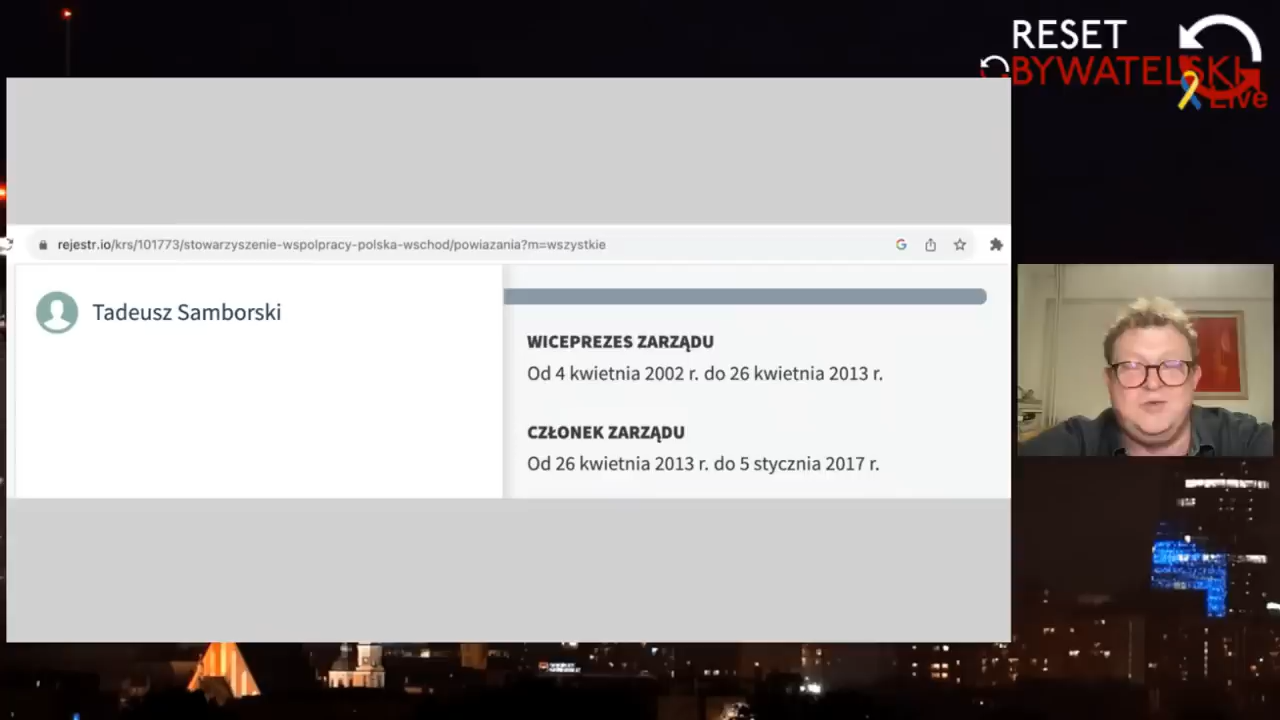 RESET
OBYWATELSKI
Live
rejestr.io/krs/101773/stowarzyszenie-wspolpracy-polska-wschod/powiazania?m=wszystkie
Tadeusz Samborski
WICEPREZES ZARZĄDU
Od 4 kwietnia 2002 r. do 26 kwietnia 2013 r.
CZŁONEK ZARZĄDU
Od 26 kwietnia 2013 r. do 5 stycznia 2017 r.